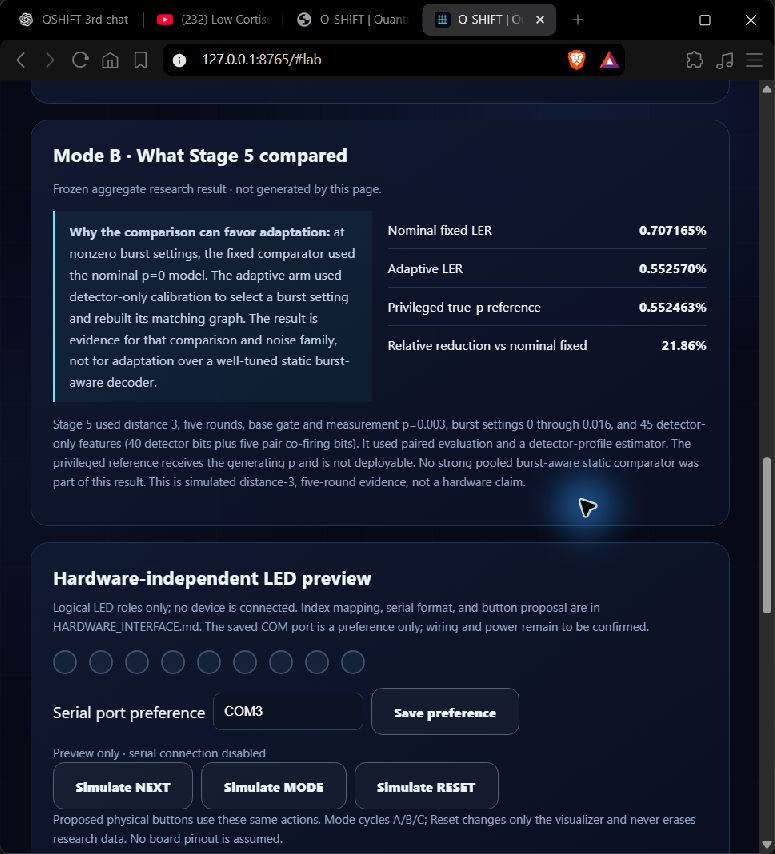 QSHIFT 3rd chat
(232) Low Cortis
Q-SHIFT | Quant
Q-SHIFT | Q
127.0.0.1:8765/#lab
Mode B · What Stage 5 compared
Frozen aggregate research result · not generated by this page.
Why the comparison can favor adaptation: at
nonzero burst settings, the fixed comparator used
the nominal p=0 model. The adaptive arm used
detector-only calibration to select a burst setting
and rebuilt its matching graph. The result is
evidence for that comparison and noise family,
not for adaptation over a well-tuned static burst-
aware decoder.
Nominal fixed LER 0.707165%
Adaptive LER 0.552570%
Privileged true-p reference 0.552463%
Relative reduction vs nominal fixed 21.86%
Stage 5 used distance 3, five rounds, base gate and measurement p=0.003, burst settings 0 through 0.016, and 45 detector-
only features (40 detector bits plus five pair co-firing bits). It used paired evaluation and a detector-profile estimator. The
privileged reference receives the generating p and is not deployable. No strong pooled burst-aware static comparator was
part of this result. This is simulated distance-3, five-round evidence, not a hardware claim.
Hardware-independent LED preview
Logical LED roles only; no device is connected. Index mapping, serial format, and button proposal are in
HARDWARE_INTERFACE.md. The saved COM port is a preference only; wiring and power remain to be confirmed.
Serial port preference COM3 Save preference
Preview only · serial connection disabled
Simulate NEXT Simulate MODE Simulate RESET
Proposed physical buttons use these same actions. Mode cycles A/B/C; Reset changes only the visualizer and never erases
research data. No board pinout is assumed.